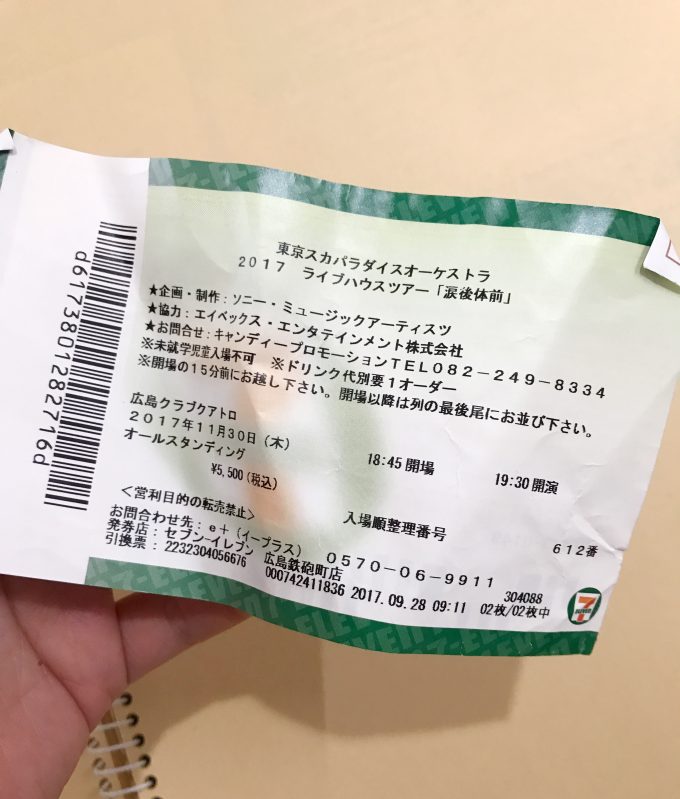 東京スカパラダイスオーケストラ
2017 ライブハウスツアー「涙後体前」
★企画・制作：ソニー・ミュージックアーティスツ
★協力：エイベックス・エンタテインメント株式会社
★お問合せ：キャンディープロモーションTEL082-249-8334
※未就学児童入場不可 ※ドリンク代別要1オーダー
※開場の15分前にお越し下さい。開場以降は列の最後尾にお並び下さい。
広島クラブクアトロ
2017年11月30日（木） 18:45 開場 19:30 開演
オールスタンディング
¥5,500（税込）
入場順整理番号 612番
＜営利目的の転売禁止＞
お問合わせ先：e+（イープラス） 0570-06-9911
発券店：セブン-イレブン 広島鉄砲町店 304088
引換票：2232304056676 000742411836 2017.09.28 09:11 02枚/02枚中
d61738012827​16d
7
ELEVEN
7-ELEVEN